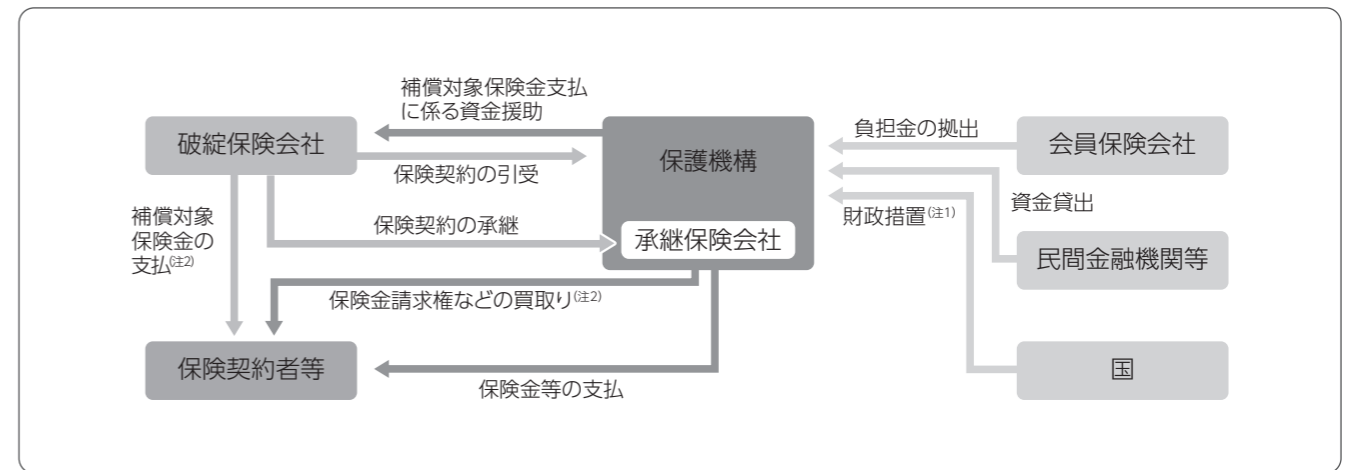 補償対象保険金支払
に係る資金援助
破綻保険会社
保護機構
負担金の拠出
会員保険会社
保険契約の引受
資金貸出
補償対象
保険金の
支払(注2)
保険契約の承継
承継保険会社
財政措置(注1)
民間金融機関等
保険金請求権などの買取り(注2)
保険契約者等
保険金等の支払
国